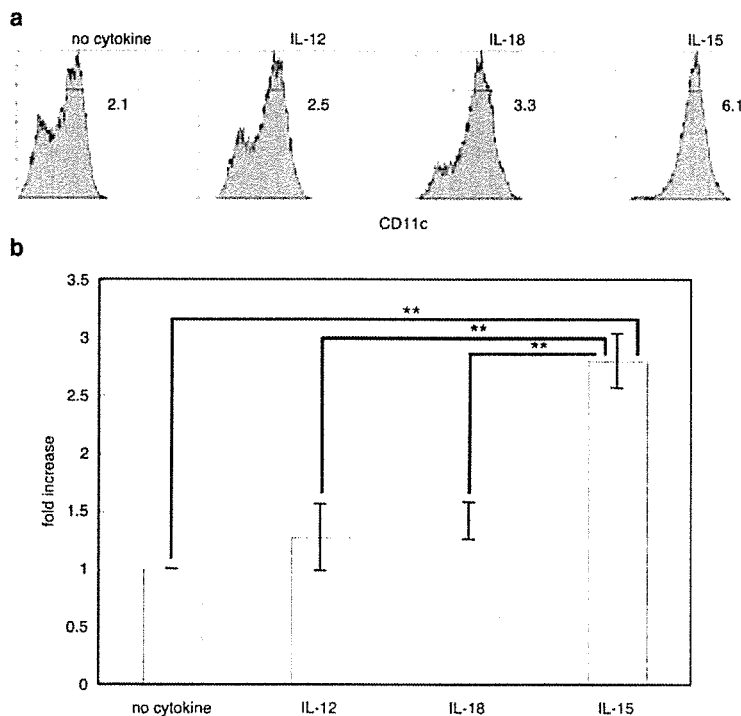 a
no cytokine IL-12 IL-18 IL-15
2.1 2.5 3.3 6.1
CD11c
b
3.5
**
3
**
**
2.5
2
fold increase
1.5
1
0.5
0
no cytokine IL-12 IL-18 IL-15